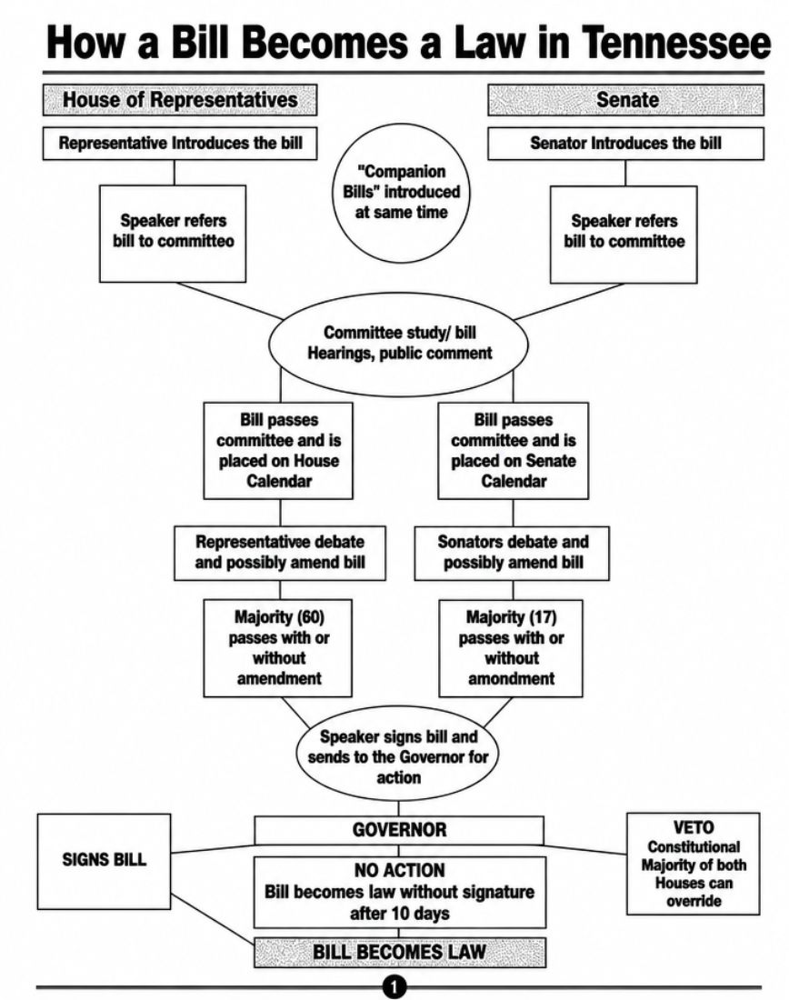 How a Bill Becomes a Law in Tennessee
House of Representatives
Senate
Representative Introduces the bill
Senator Introduces the bill
"Companion
Bills" introduced
at same time
Speaker refers
bill to committeo
Speaker refers
bill to committee
Committee study/ bill
Hearings, public comment
Bill passes
committee and is
placed on House
Calendar
Bill passes
committee and is
placed on Senate
Calendar
Representative debate
and possibly amend bill
Sonators debate and
possibly amend bill
Majority (60)
passes with or
without
amendment
Majority (17)
passes with or
without
amondment
Speaker signs bill and
sends to the Governor for
action
GOVERNOR
SIGNS BILL
NO ACTION
Bill becomes law without signature
after 10 days
VETO
Constitutional
Majority of both
Houses can
override
BILL BECOMES LAW
1